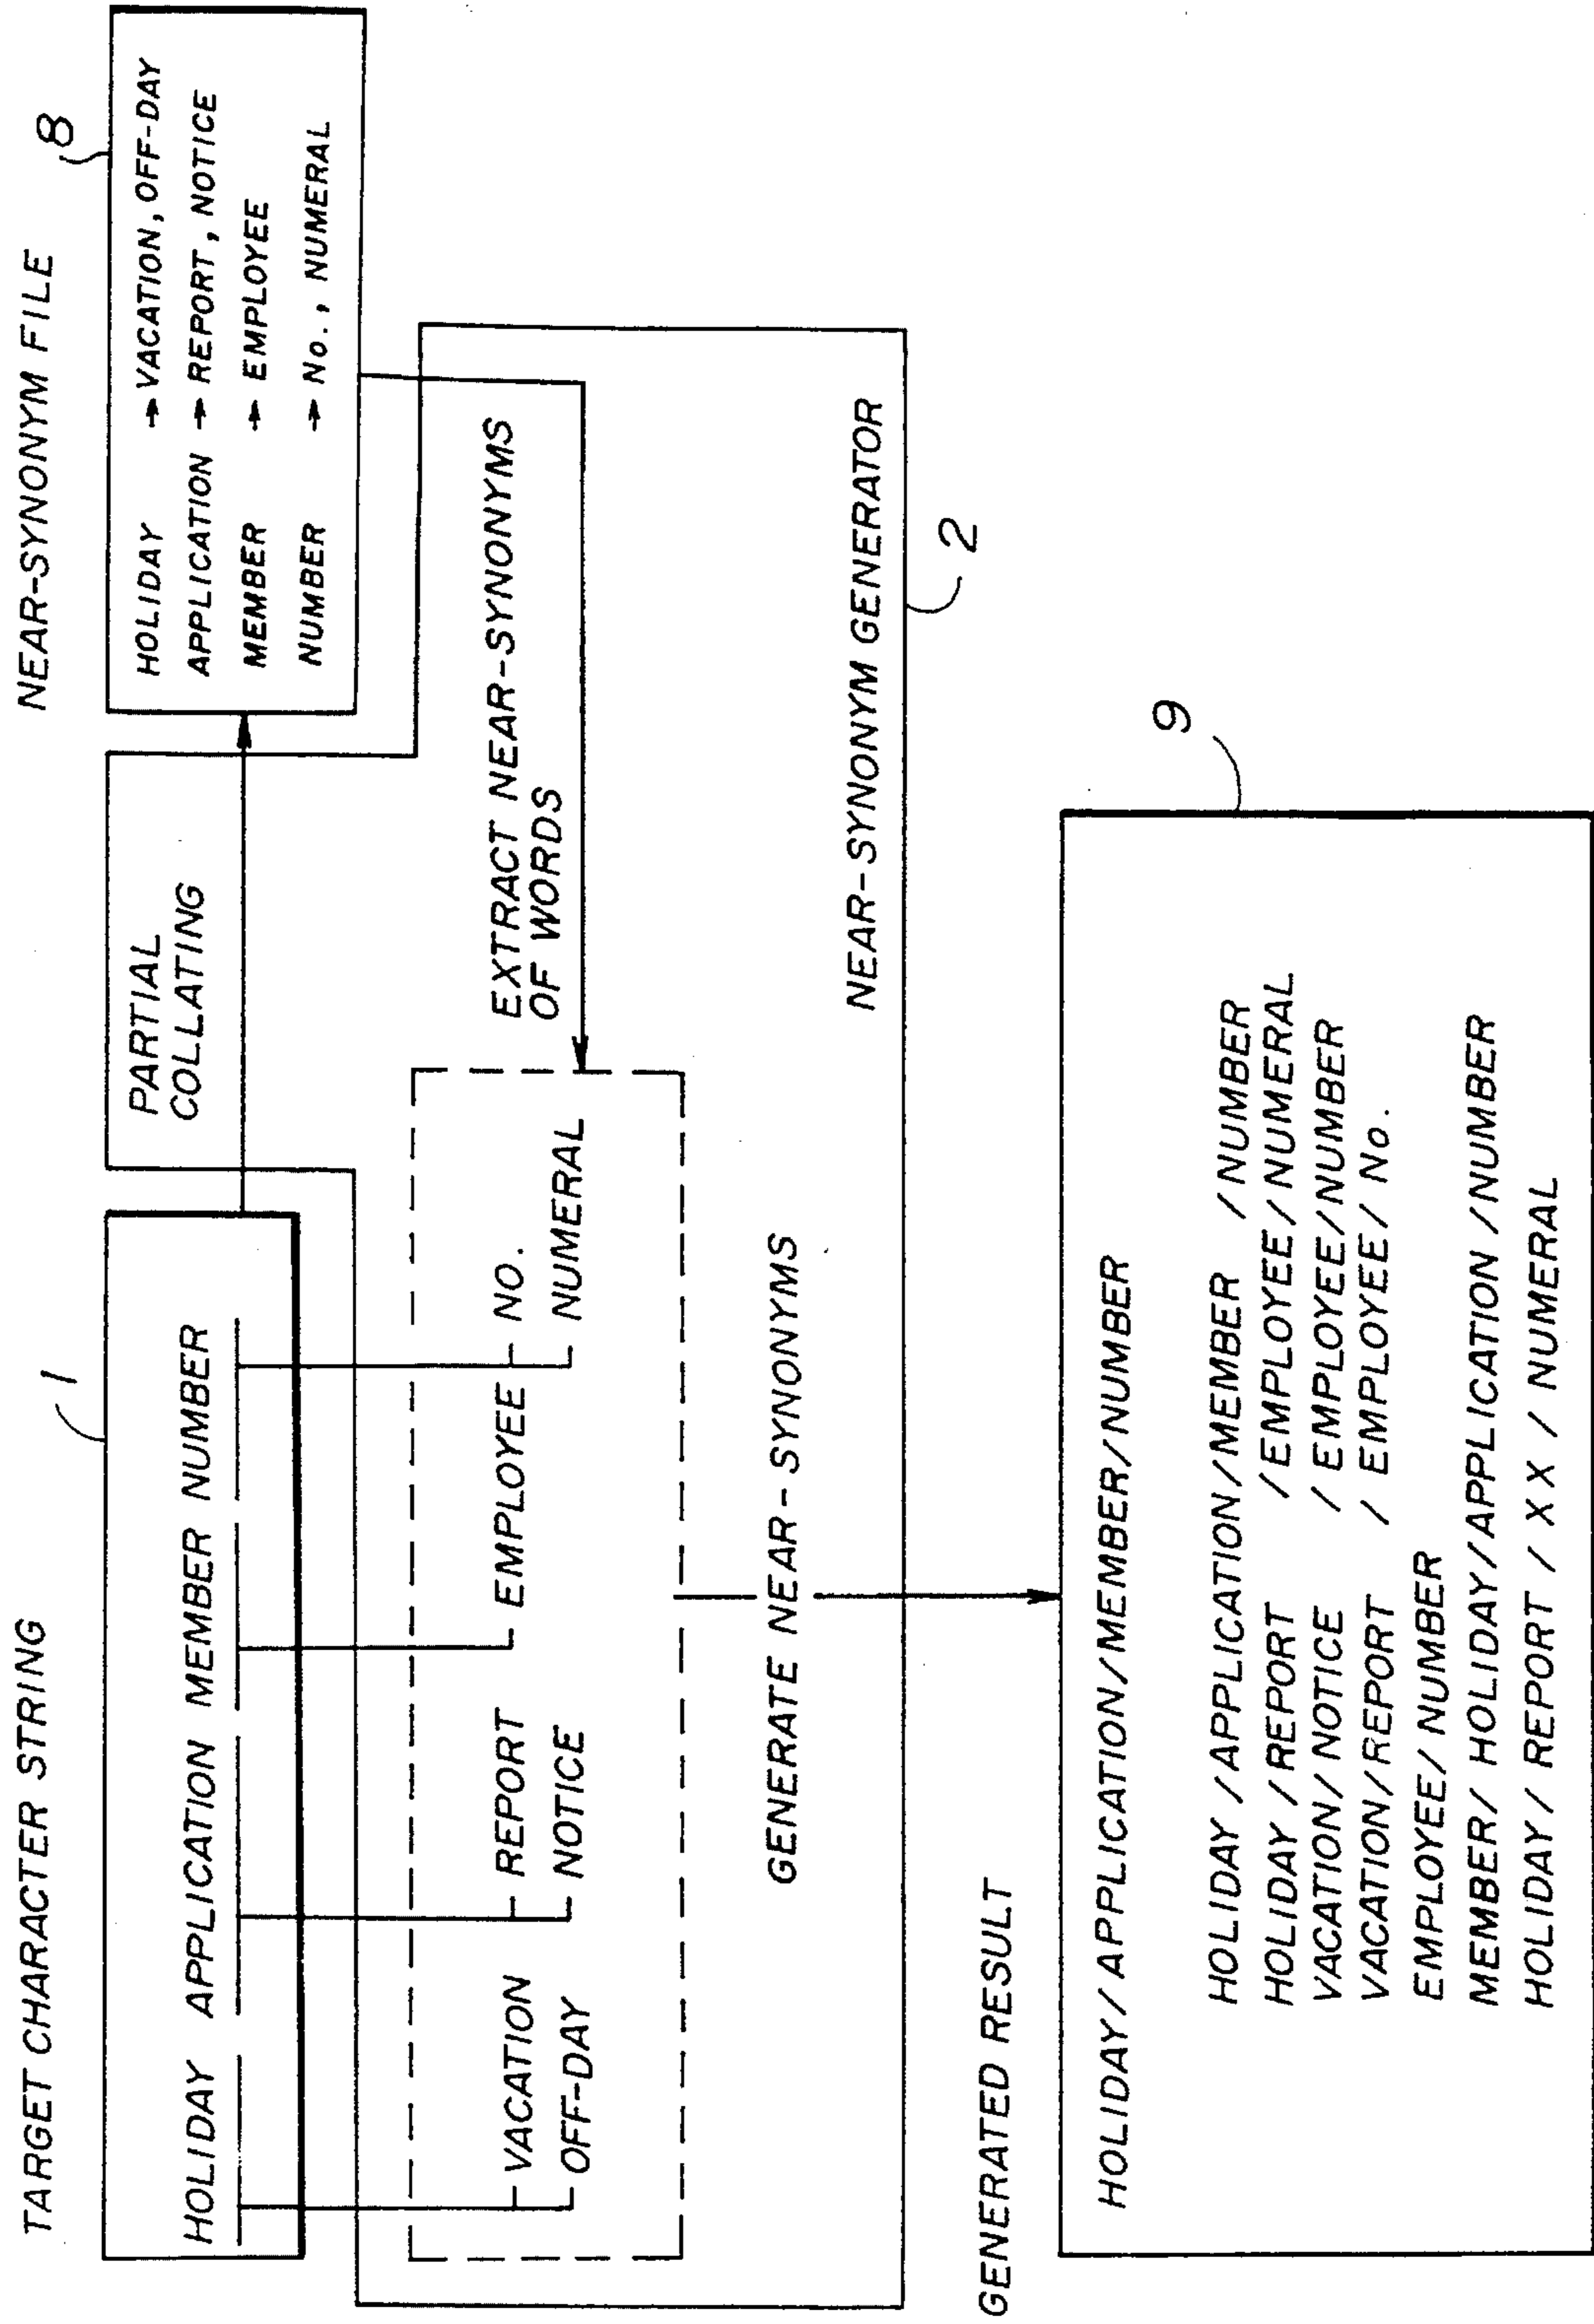 TARGET CHARACTER STRING
1
HOLIDAY APPLICATION MEMBER NUMBER
PARTIAL
COLLATING
NEAR-SYNONYM FILE
8
HOLIDAY → VACATION, OFF-DAY
APPLICATION → REPORT, NOTICE
MEMBER → EMPLOYEE
NUMBER → No., NUMERAL
EXTRACT NEAR-SYNONYMS
OF WORDS
VACATION REPORT EMPLOYEE NO.
OFF-DAY NOTICE NUMERAL
GENERATE NEAR-SYNONYMS
NEAR-SYNONYM GENERATOR
2
GENERATED RESULT
9
HOLIDAY/APPLICATION/MEMBER/NUMBER
HOLIDAY/APPLICATION/MEMBER /NUMBER
HOLIDAY/REPORT /EMPLOYEE/NUMERAL
VACATION/NOTICE /EMPLOYEE/NUMBER
VACATION/REPORT /EMPLOYEE/No.
EMPLOYEE/NUMBER
MEMBER/HOLIDAY/APPLICATION/NUMBER
HOLIDAY/REPORT/XX/NUMERAL